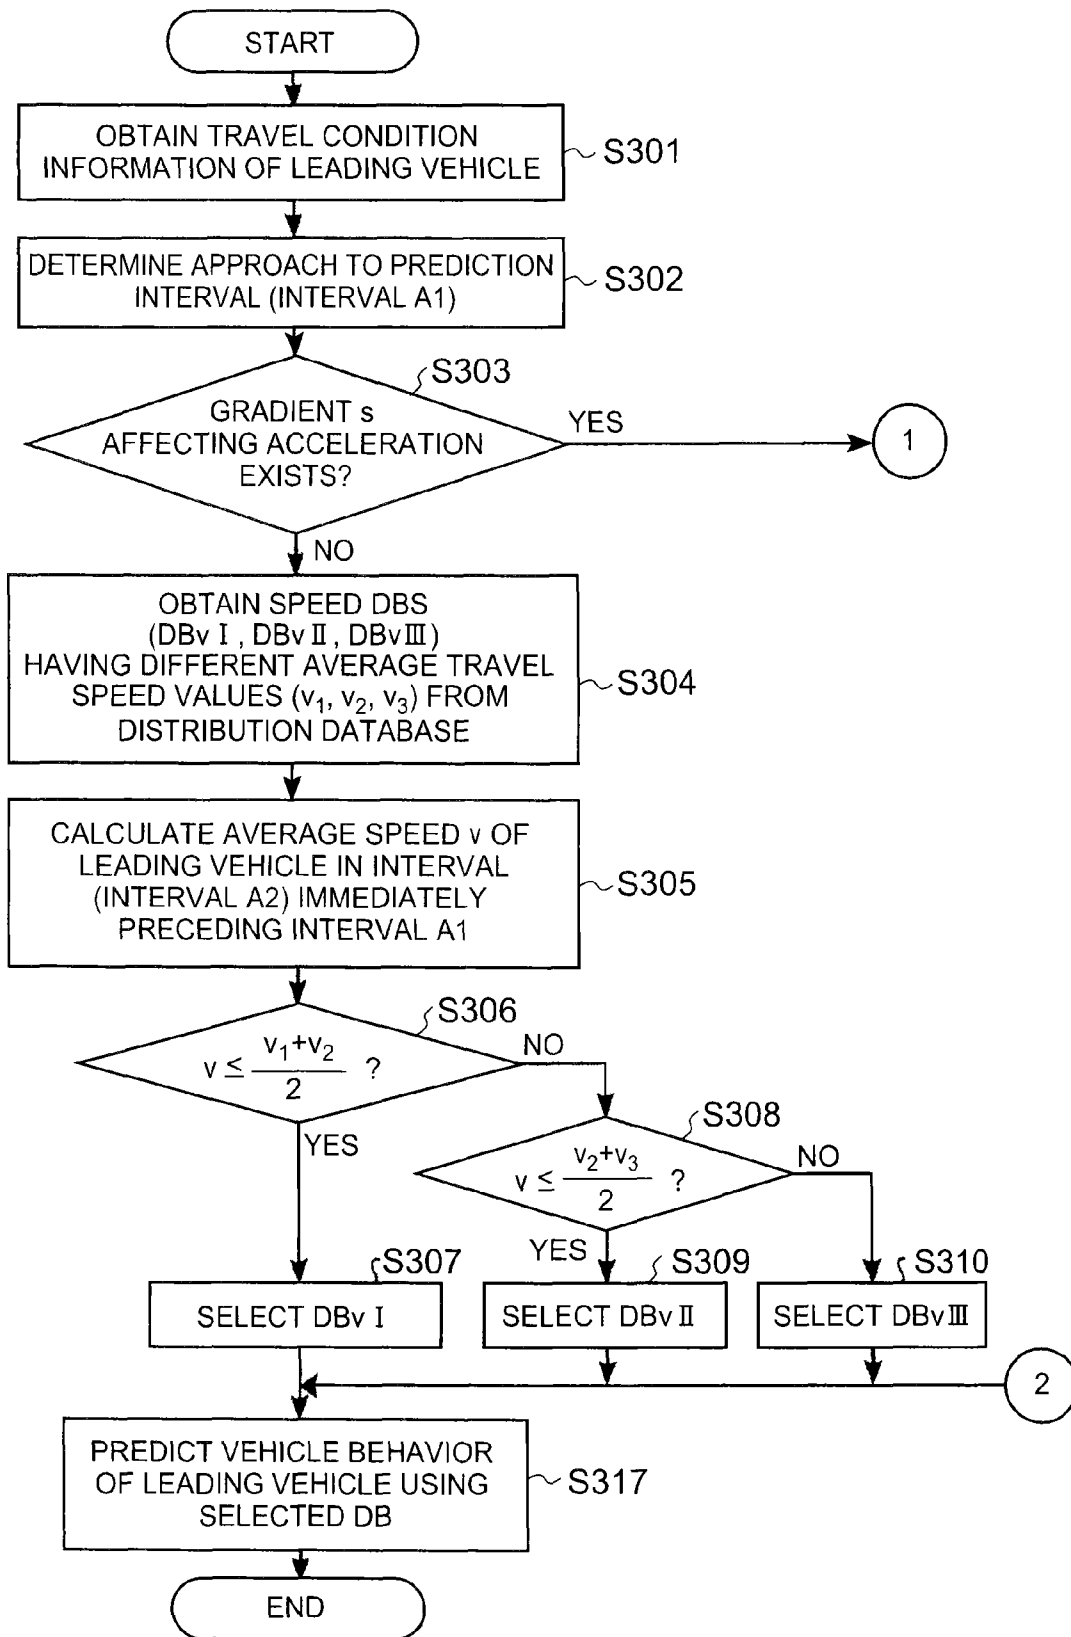 START
OBTAIN TRAVEL CONDITION
INFORMATION OF LEADING VEHICLE
S301
DETERMINE APPROACH TO PREDICTION
INTERVAL (INTERVAL A1)
S302
S303
GRADIENT s
AFFECTING ACCELERATION
EXISTS?
YES
1
NO
OBTAIN SPEED DBS
(DBv I, DBv II, DBv III)
HAVING DIFFERENT AVERAGE TRAVEL
SPEED VALUES (v₁, v₂, v₃) FROM
DISTRIBUTION DATABASE
S304
CALCULATE AVERAGE SPEED v OF
LEADING VEHICLE IN INTERVAL
(INTERVAL A2) IMMEDIATELY
PRECEDING INTERVAL A1
S305
S306
v ≤ (v₁+v₂)/2 ?
NO
YES
S308
v ≤ (v₂+v₃)/2 ?
NO
YES
S307
SELECT DBv I
S309
SELECT DBv II
S310
SELECT DBv III
2
PREDICT VEHICLE BEHAVIOR
OF LEADING VEHICLE USING
SELECTED DB
S317
END